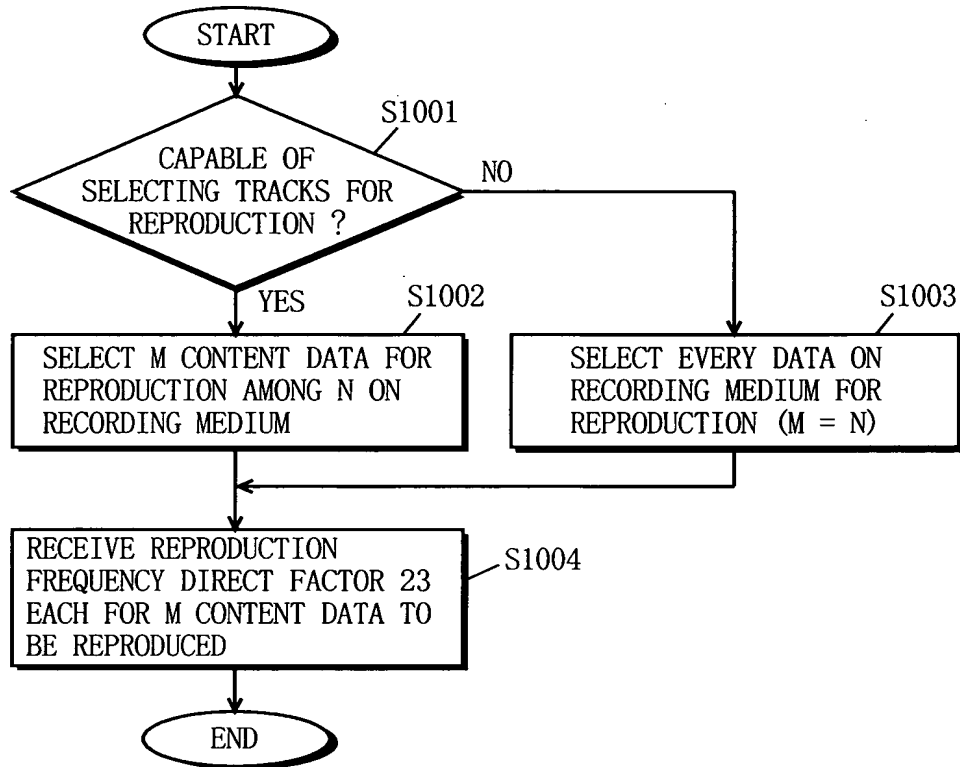 START
S1001
CAPABLE OF
SELECTING TRACKS FOR
REPRODUCTION ?
NO
YES
S1002
S1003
SELECT M CONTENT DATA FOR
REPRODUCTION AMONG N ON
RECORDING MEDIUM
SELECT EVERY DATA ON
RECORDING MEDIUM FOR
REPRODUCTION (M = N)
RECEIVE REPRODUCTION
FREQUENCY DIRECT FACTOR 23
EACH FOR M CONTENT DATA TO
BE REPRODUCED
S1004
END